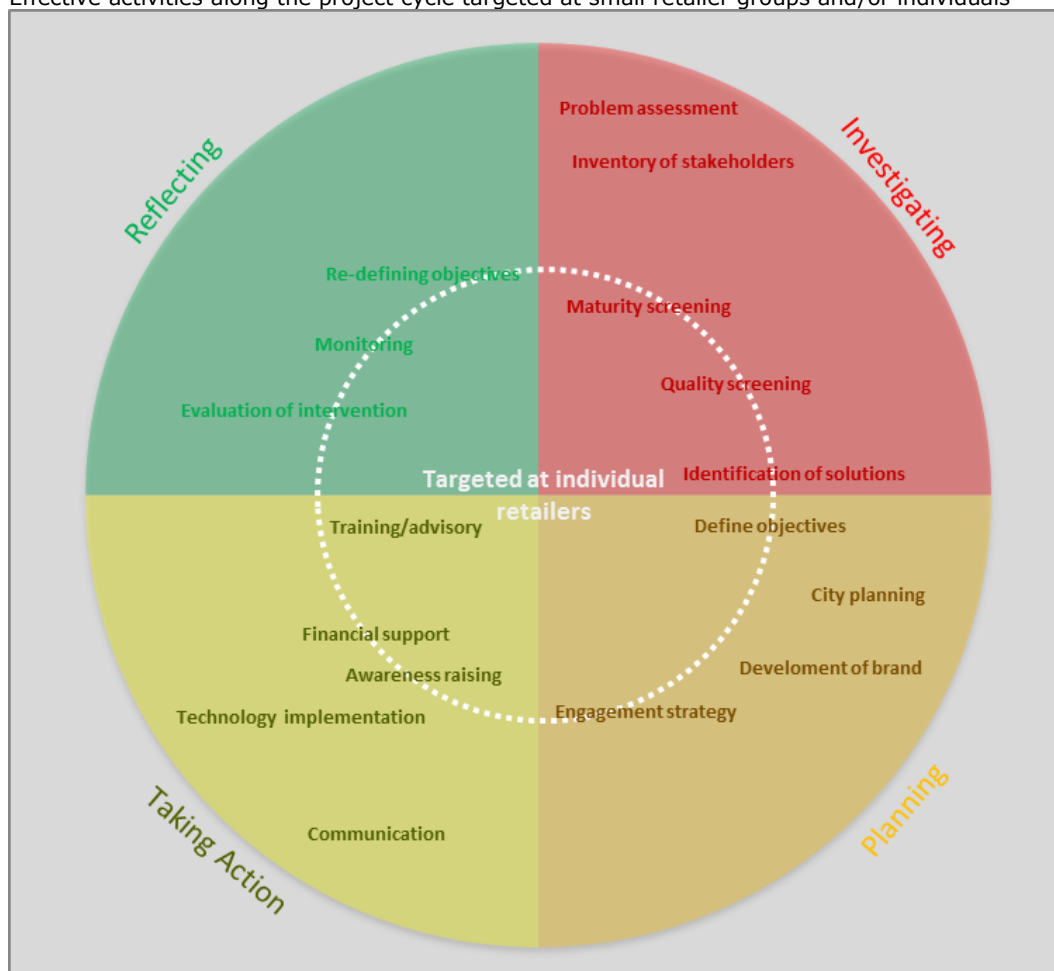 Effective activities along the project cycle targeted at small retailer groups and/or individuals
Problem assessment
Inventory of stakeholders
Investigating
Maturity screening
Quality screening
Identification of solutions
Reflecting
Re-defining objectives
Monitoring
Evaluation of intervention
Targeted at individual
retailers
Define objectives
City planning
Develoment of brand
Engagement strategy
Planning
Training/advisory
Financial support
Awareness raising
Technology implementation
Communication
Taking Action